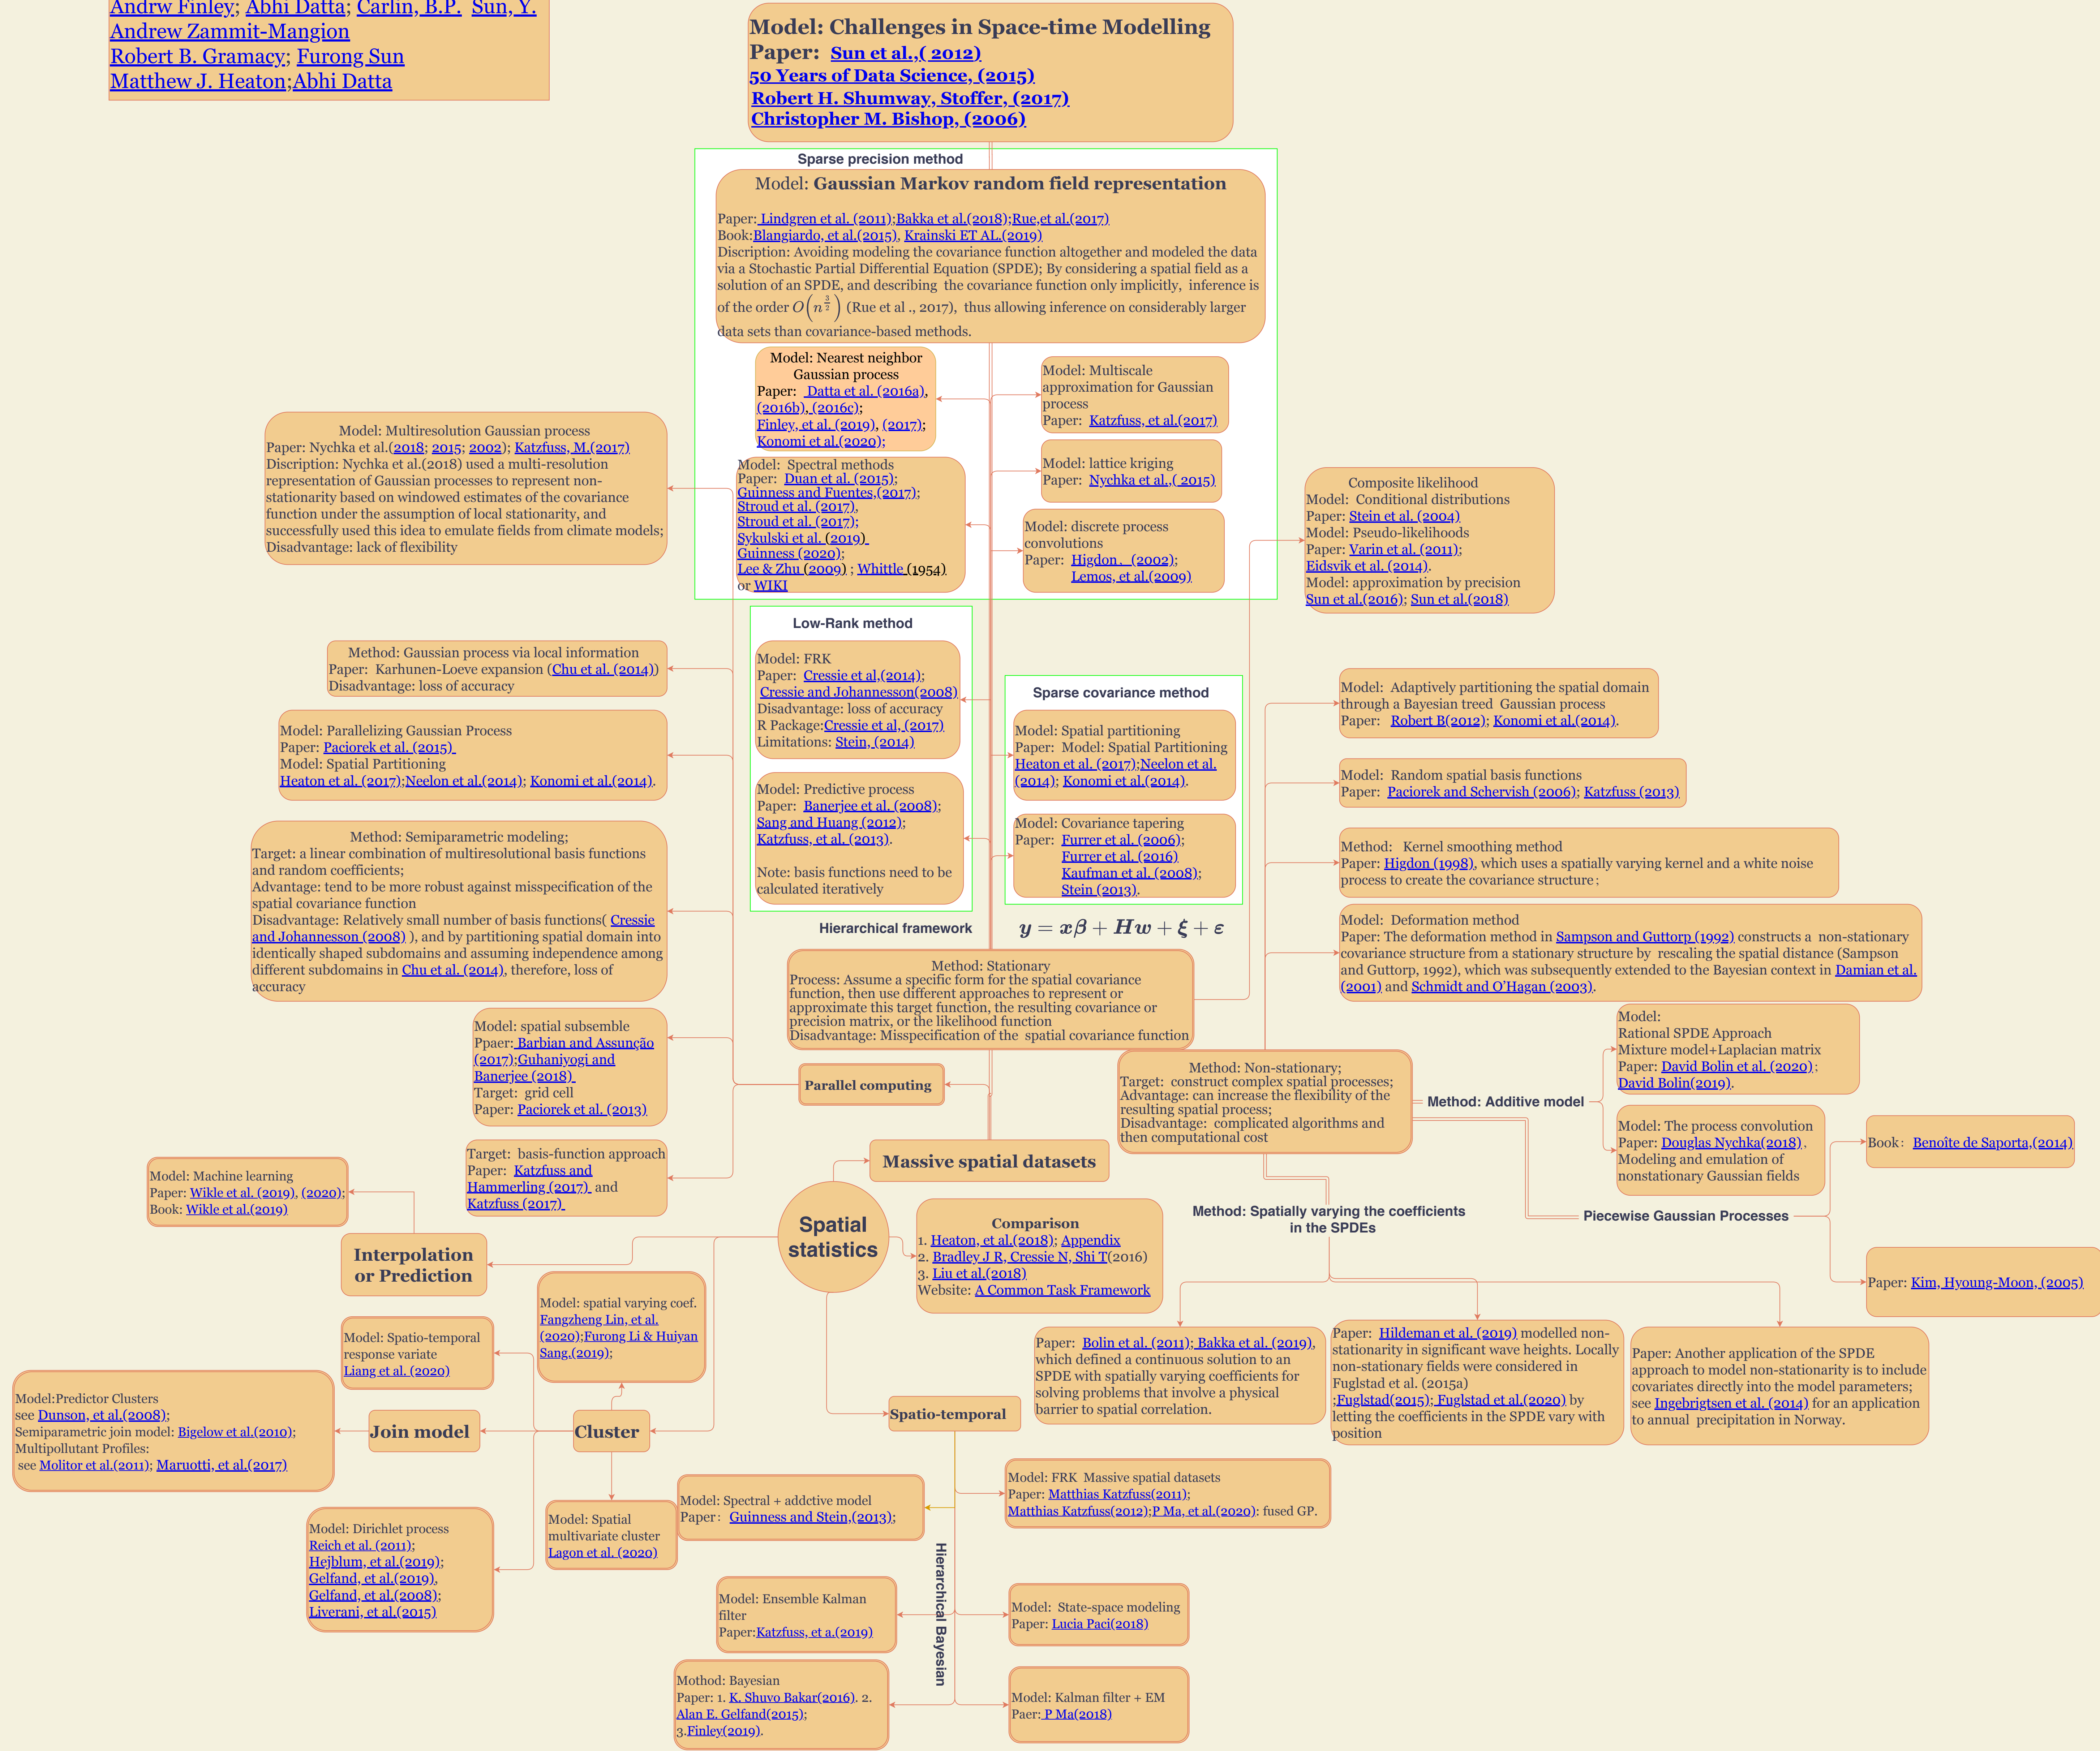 Andrw Finley; Abhi Datta; Carlin, B.P. Sun, Y.
Andrew Zammit-Mangion
Robert B. Gramacy; Furong Sun
Matthew J. Heaton;Abhi Datta
Model: Challenges in Space-time Modelling
Paper: Sun et al.,( 2012)
50 Years of Data Science, (2015)
Robert H. Shumway, Stoffer, (2017)
Christopher M. Bishop, (2006)
Sparse precision method
Model: Gaussian Markov random field representation
Paper: Lindgren et al. (2011);Bakka et al.(2018);Rue,et al.(2017)
Book:Blangiardo, et al.(2015), Krainski ET AL.(2019)
Discription: Avoiding modeling the covariance function altogether and modeled the data
via a Stochastic Partial Differential Equation (SPDE); By considering a spatial field as a
solution of an SPDE, and describing the covariance function only implicitly, inference is
of the order O(n^{3/2}) (Rue et al ., 2017), thus allowing inference on considerably larger
data sets than covariance-based methods.
Model: Nearest neighbor
Gaussian process
Paper: Datta et al. (2016a),
(2016b), (2016c);
Finley, et al. (2019), (2017);
Konomi et al.(2020);
Model: Multiscale
approximation for Gaussian
process
Paper: Katzfuss, et al.(2017)
Model: Spectral methods
Paper: Duan et al. (2015);
Guinness and Fuentes,(2017);
Stroud et al. (2017),
Stroud et al. (2017);
Sykulski et al. (2019)
Guinness (2020);
Lee & Zhu (2009) ; Whittle (1954)
or WIKI
Model: lattice kriging
Paper: Nychka et al.,( 2015)
Model: discrete process
convolutions
Paper: Higdon . (2002);
Lemos, et al.(2009)
Model: Multiresolution Gaussian process
Paper: Nychka et al.(2018; 2015; 2002); Katzfuss, M.(2017)
Discription: Nychka et al.(2018) used a multi-resolution
representation of Gaussian processes to represent non-
stationarity based on windowed estimates of the covariance
function under the assumption of local stationarity, and
successfully used this idea to emulate fields from climate models;
Disadvantage: lack of flexibility
Composite likelihood
Model: Conditional distributions
Paper: Stein et al. (2004)
Model: Pseudo-likelihoods
Paper: Varin et al. (2011);
Eidsvik et al. (2014).
Model: approximation by precision
Sun et al.(2016); Sun et al.(2018)
Method: Gaussian process via local information
Paper: Karhunen-Loeve expansion (Chu et al. (2014))
Disadvantage: loss of accuracy
Model: Parallelizing Gaussian Process
Paper: Paciorek et al. (2015)
Model: Spatial Partitioning
Heaton et al. (2017);Neelon et al.(2014); Konomi et al.(2014).
Low-Rank method
Model: FRK
Paper: Cressie et al,(2014);
Cressie and Johannesson(2008)
Disadvantage: loss of accuracy
R Package:Cressie et al, (2017)
Limitations: Stein, (2014)
Model: Predictive process
Paper: Banerjee et al. (2008);
Sang and Huang (2012);
Katzfuss, et al. (2013).
Note: basis functions need to be
calculated iteratively
Sparse covariance method
Model: Spatial partitioning
Paper: Model: Spatial Partitioning
Heaton et al. (2017);Neelon et al.
(2014); Konomi et al.(2014).
Model: Covariance tapering
Paper: Furrer et al. (2006);
Furrer et al. (2016)
Kaufman et al. (2008);
Stein (2013).
Model: Adaptively partitioning the spatial domain
through a Bayesian treed Gaussian process
Paper: Robert B(2012); Konomi et al.(2014).
Model: Random spatial basis functions
Paper: Paciorek and Schervish (2006); Katzfuss (2013)
Method: Kernel smoothing method
Paper: Higdon (1998), which uses a spatially varying kernel and a white noise
process to create the covariance structure ;
Model: Deformation method
Paper: The deformation method in Sampson and Guttorp (1992) constructs a non-stationary
covariance structure from a stationary structure by rescaling the spatial distance (Sampson
and Guttorp, 1992), which was subsequently extended to the Bayesian context in Damian et al.
(2001) and Schmidt and O'Hagan (2003).
Method: Semiparametric modeling;
Target: a linear combination of multiresolutional basis functions
and random coefficients;
Advantage: tend to be more robust against misspecification of the
spatial covariance function
Disadvantage: Relatively small number of basis functions( Cressie
and Johannesson (2008) ), and by partitioning spatial domain into
identically shaped subdomains and assuming independence among
different subdomains in Chu et al. (2014), therefore, loss of
accuracy
Hierarchical framework
y = xβ + Hw + ξ + ε
Method: Stationary
Process: Assume a specific form for the spatial covariance
function, then use different approaches to represent or
approximate this target function, the resulting covariance or
precision matrix, or the likelihood function
Disadvantage: Misspecification of the spatial covariance function
Model: spatial subsemble
Ppaer: Barbian and Assunção
(2017);Guhaniyogi and
Banerjee (2018)
Target: grid cell
Paper: Paciorek et al. (2013)
Parallel computing
Method: Non-stationary;
Target: construct complex spatial processes;
Advantage: can increase the flexibility of the
resulting spatial process;
Disadvantage: complicated algorithms and
then computational cost
Method: Additive model
Model:
Rational SPDE Approach
Mixture model+Laplacian matrix
Paper: David Bolin et al. (2020) ;
David Bolin(2019).
Model: The process convolution
Paper: Douglas Nychka(2018) ,
Modeling and emulation of
nonstationary Gaussian fields
Book: Benoîte de Saporta,(2014)
Piecewise Gaussian Processes
Paper: Kim, Hyoung-Moon, (2005)
Target: basis-function approach
Paper: Katzfuss and
Hammerling (2017) and
Katzfuss (2017)
Massive spatial datasets
Model: Machine learning
Paper: Wikle et al. (2019), (2020);
Book: Wikle et al.(2019)
Interpolation
or Prediction
Spatial
statistics
Comparison
1. Heaton, et al.(2018); Appendix
2. Bradley J R, Cressie N, Shi T(2016)
3. Liu et al.(2018)
Website: A Common Task Framework
Method: Spatially varying the coefficients
in the SPDEs
Paper: Bolin et al. (2011); Bakka et al. (2019),
which defined a continuous solution to an
SPDE with spatially varying coefficients for
solving problems that involve a physical
barrier to spatial correlation.
Paper: Hildeman et al. (2019) modelled non-
stationarity in significant wave heights. Locally
non-stationary fields were considered in
Fuglstad et al. (2015a)
;Fuglstad(2015); Fuglstad et al.(2020) by
letting the coefficients in the SPDE vary with
position
Paper: Another application of the SPDE
approach to model non-stationarity is to include
covariates directly into the model parameters;
see Ingebrigtsen et al. (2014) for an application
to annual precipitation in Norway.
Model: spatial varying coef.
Fangzheng Lin, et al.
(2020);Furong Li & Huiyan
Sang.(2019);
Model: Spatio-temporal
response variate
Liang et al. (2020)
Model:Predictor Clusters
see Dunson, et al.(2008);
Semiparametric join model: Bigelow et al.(2010);
Multipollutant Profiles:
see Molitor et al.(2011); Maruotti, et al.(2017)
Join model
Cluster
Spatio-temporal
Model: Dirichlet process
Reich et al. (2011);
Hejblum, et al.(2019);
Gelfand, et al.(2019),
Gelfand, et al.(2008);
Liverani, et al.(2015)
Model: Spatial
multivariate cluster
Lagon et al. (2020)
Model: Spectral + addctive model
Paper: Guinness and Stein,(2013);
Model: FRK Massive spatial datasets
Paper: Matthias Katzfuss(2011);
Matthias Katzfuss(2012);P Ma, et al.(2020): fused GP.
Hierarchical Bayesian
Model: Ensemble Kalman
filter
Paper:Katzfuss, et a.(2019)
Model: State-space modeling
Paper: Lucia Paci(2018)
Mothod: Bayesian
Paper: 1. K. Shuvo Bakar(2016). 2.
Alan E. Gelfand(2015);
3.Finley(2019).
Model: Kalman filter + EM
Paer: P Ma(2018)